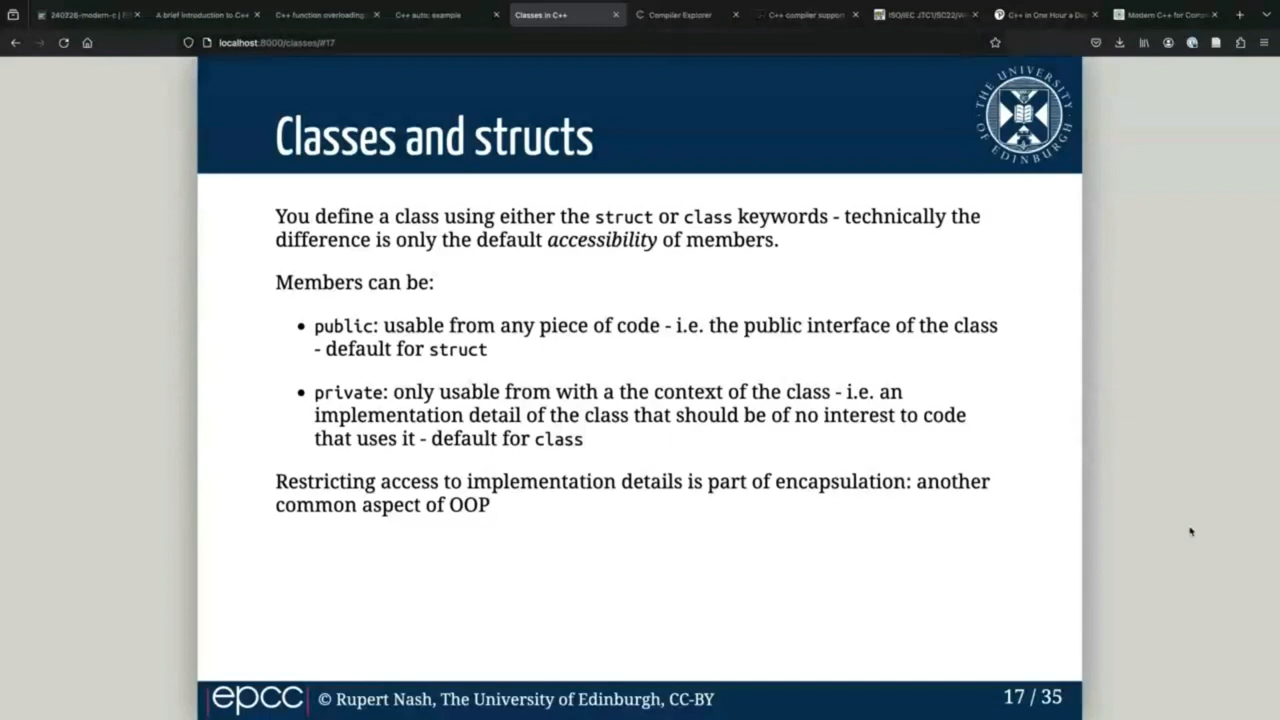 240726-modern-c |
A brief introduction to C++
C++ function overloading
C++ auto: example
Classes in C++
Compiler Explorer
C++ compiler support
ISO/IEC JTC1/SC22/
C++ in One Hour a Day
Modern C++ for Com
localhost:8000/classes/#17
Classes and structs
THE UNIVERSITY OF EDINBURGH
You define a class using either the struct or class keywords - technically the
difference is only the default accessibility of members.
Members can be:
• public: usable from any piece of code - i.e. the public interface of the class
- default for struct
• private: only usable from with a the context of the class - i.e. an
implementation detail of the class that should be of no interest to code
that uses it - default for class
Restricting access to implementation details is part of encapsulation: another
common aspect of OOP
epcc © Rupert Nash, The University of Edinburgh, CC-BY 17 / 35